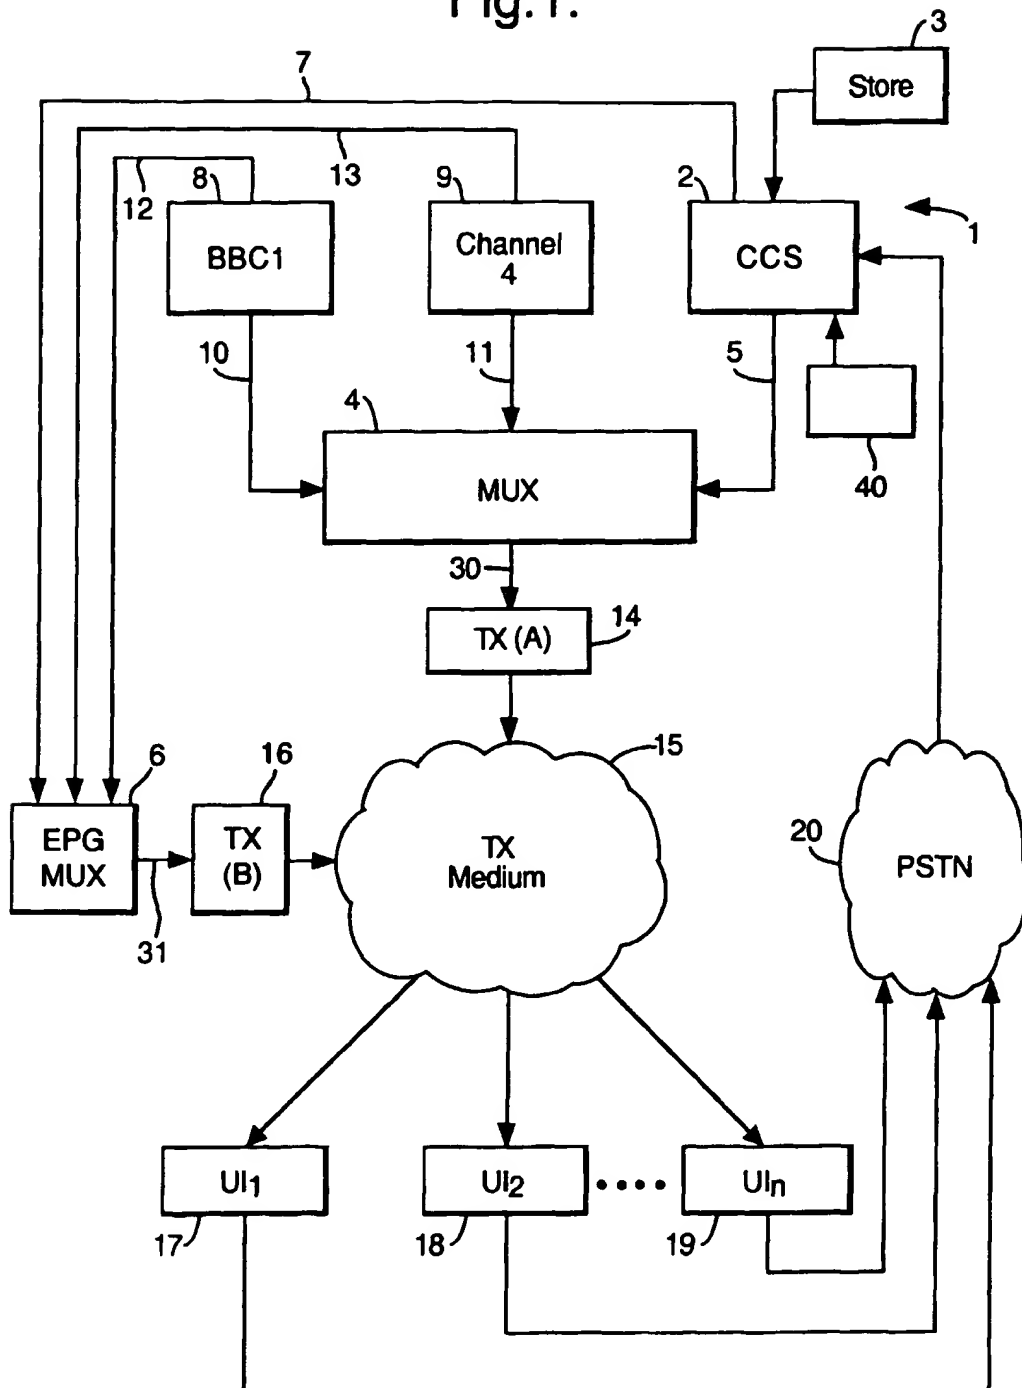 Fig.1.
3
Store
7
13
12
8
9
2
1
BBC1
Channel
4
CCS
10
11
5
4
40
MUX
30
TX (A)
14
15
6
16
20
EPG
MUX
TX
(B)
TX
Medium
PSTN
31
UI1
UI2
UIn
17
18
19